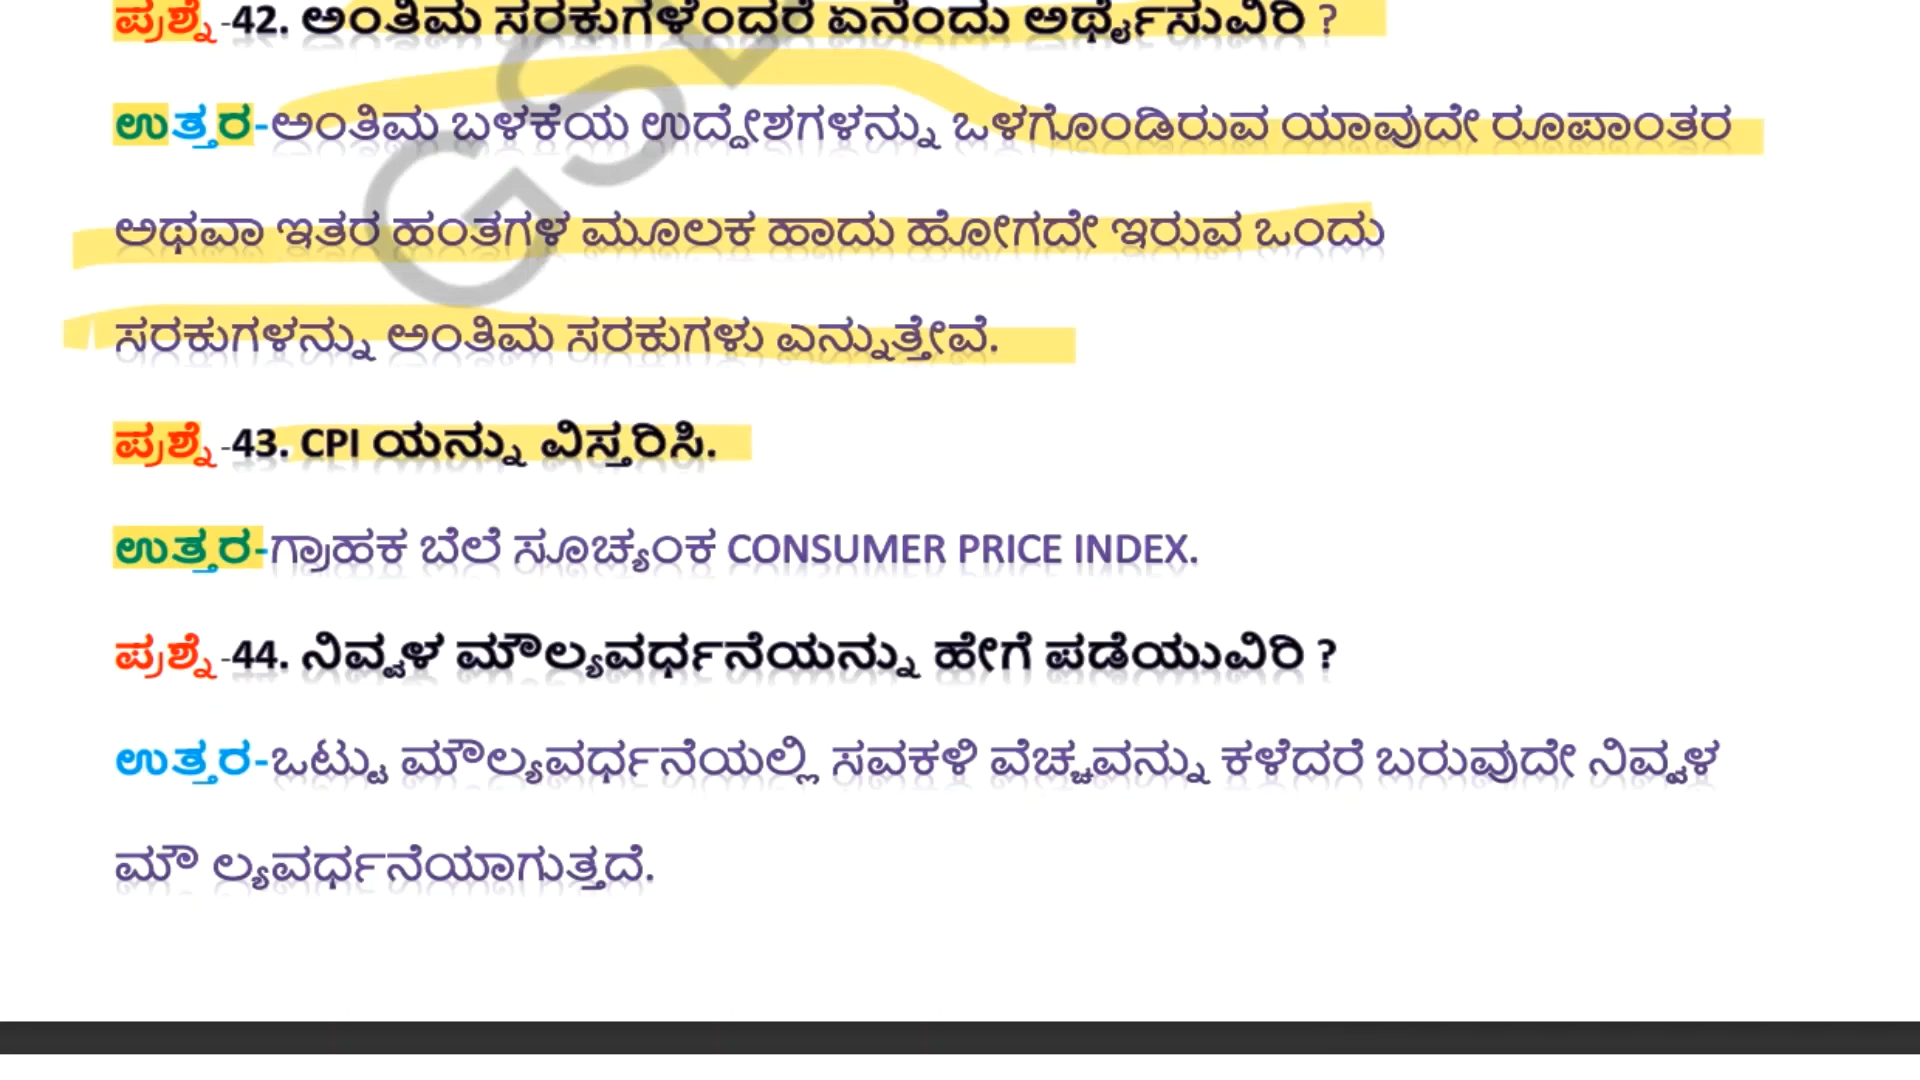 ಪ್ರಶ್ನೆ -42. ಅಂತಿಮ ಸರಕುಗಳೆಂದರೆ ಏನೆಂದು ಅರ್ಥೈಸುವಿರಿ ?
ಉತ್ತರ-ಅಂತಿಮ ಬಳಕೆಯ ಉದ್ದೇಶಗಳನ್ನು ಒಳಗೊಂಡಿರುವ ಯಾವುದೇ ರೂಪಾಂತರ
ಅಥವಾ ಇತರ ಹಂತಗಳ ಮೂಲಕ ಹಾದು ಹೋಗದೇ ಇರುವ ಒಂದು
ಸರಕುಗಳನ್ನು ಅಂತಿಮ ಸರಕುಗಳು ಎನ್ನುತ್ತೇವೆ.
ಪ್ರಶ್ನೆ -43. CPI ಯನ್ನು ವಿಸ್ತರಿಸಿ.
ಉತ್ತರ-ಗ್ರಾಹಕ ಬೆಲೆ ಸೂಚ್ಯಂಕ CONSUMER PRICE INDEX.
ಪ್ರಶ್ನೆ -44. ನಿವ್ವಳ ಮೌಲ್ಯವರ್ಧನೆಯನ್ನು ಹೇಗೆ ಪಡೆಯುವಿರಿ ?
ಉತ್ತರ-ಒಟ್ಟು ಮೌಲ್ಯವರ್ಧನೆಯಲ್ಲಿ ಸವಕಳಿ ವೆಚ್ಚವನ್ನು ಕಳೆದರೆ ಬರುವುದೇ ನಿವ್ವಳ
ಮೌ ಲ್ಯವರ್ಧನೆಯಾಗುತ್ತದೆ.